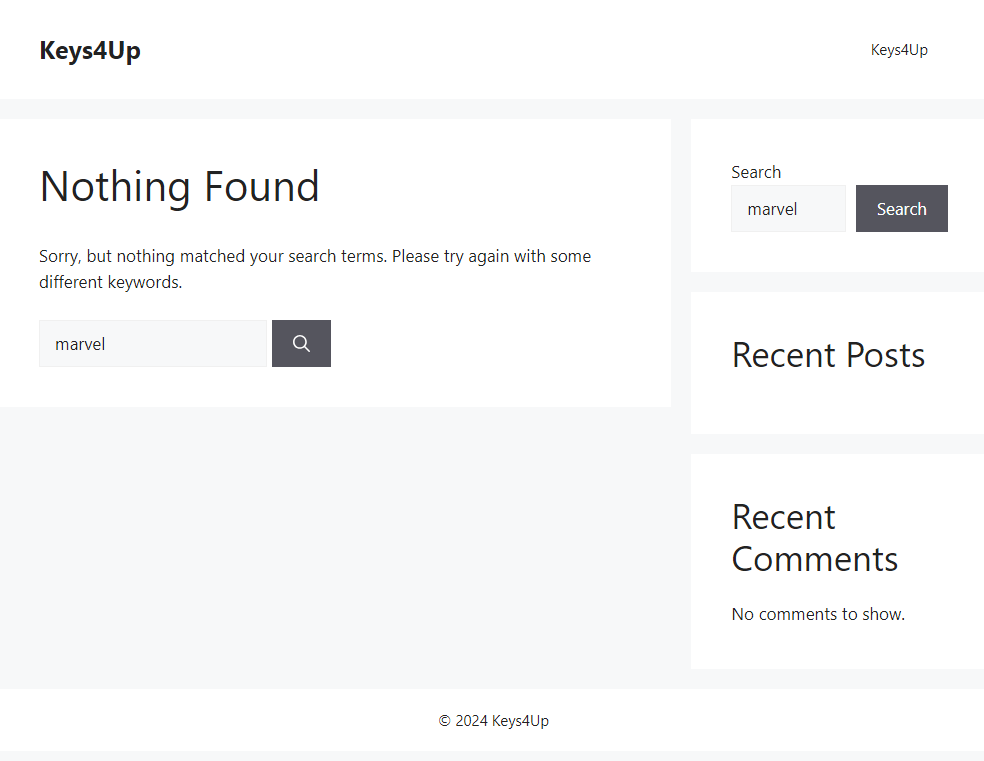 Keys4Up
Keys4Up
Nothing Found
Sorry, but nothing matched your search terms. Please try again with some
different keywords.
marvel
Search
marvel
Search
Recent Posts
Recent
Comments
No comments to show.
© 2024 Keys4Up